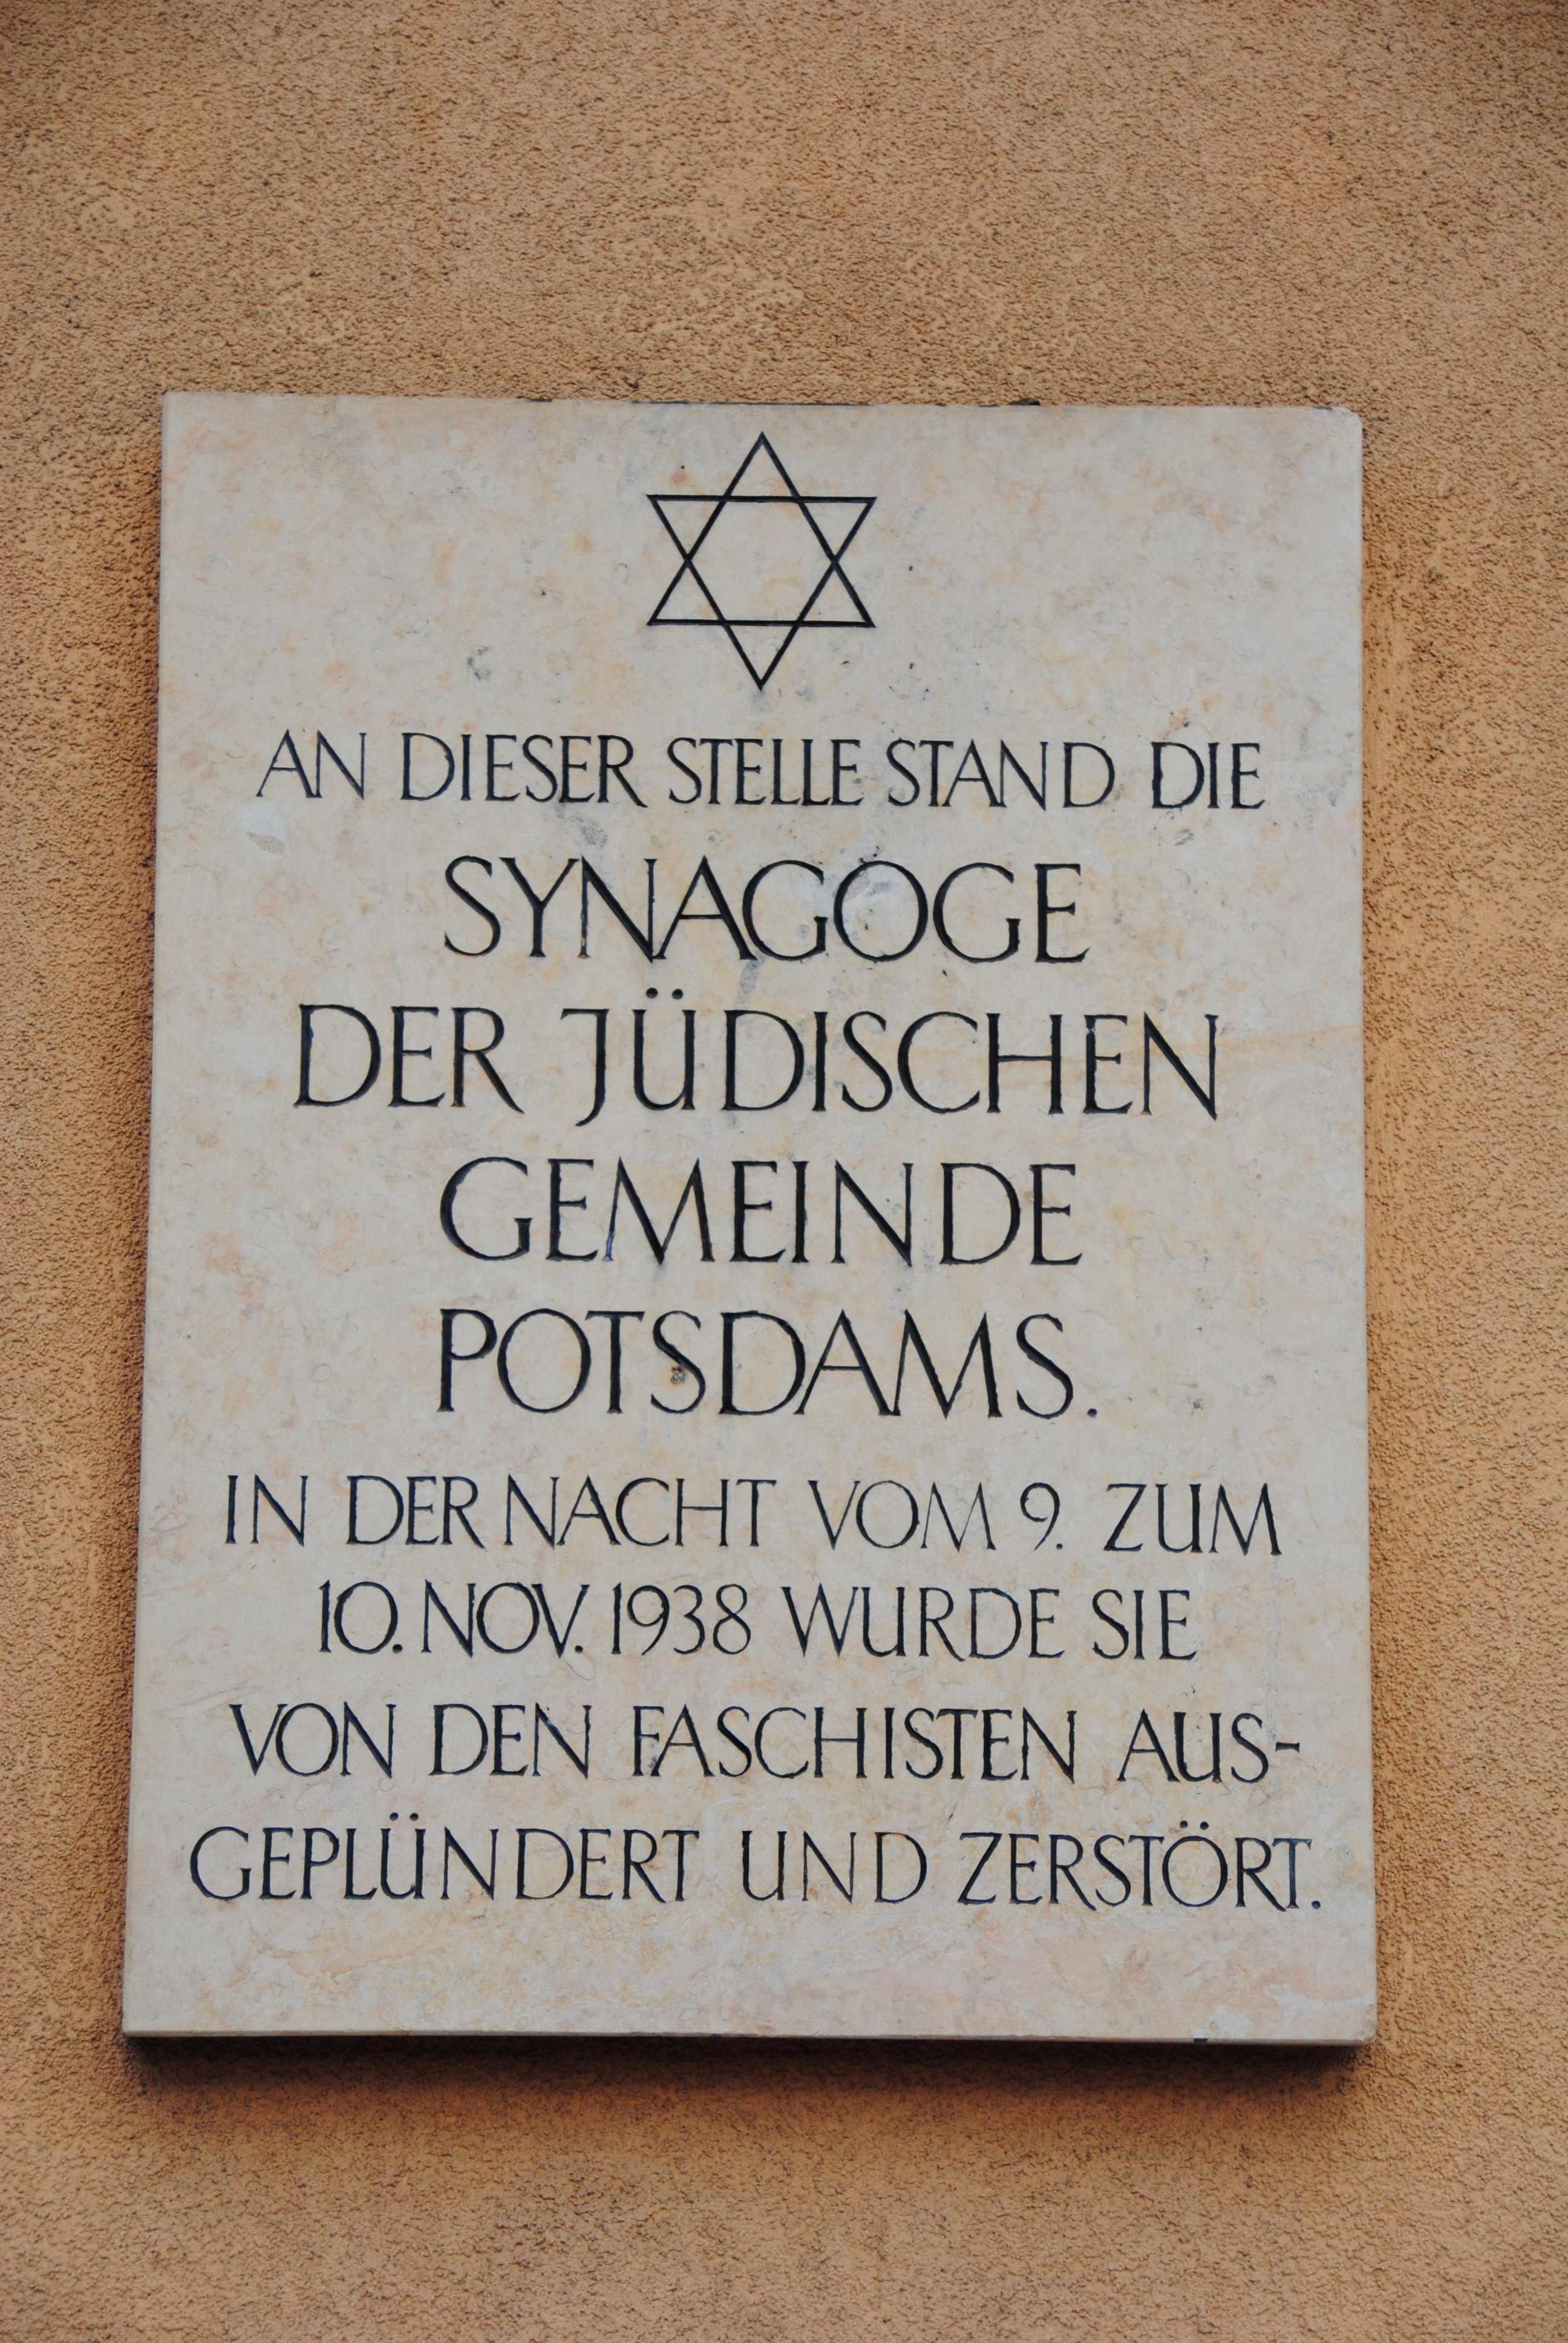 AN DIESER STELLE STAND DIE
SYNAGOGE
DER JÜDISCHEN
GEMEINDE
POTSDAMS.
IN DER NACHT VOM 9. ZUM
10. NOV. 1938 WURDE SIE
VON DEN FASCHISTEN AUS-
GEPLÜNDERT UND ZERSTÖRT.